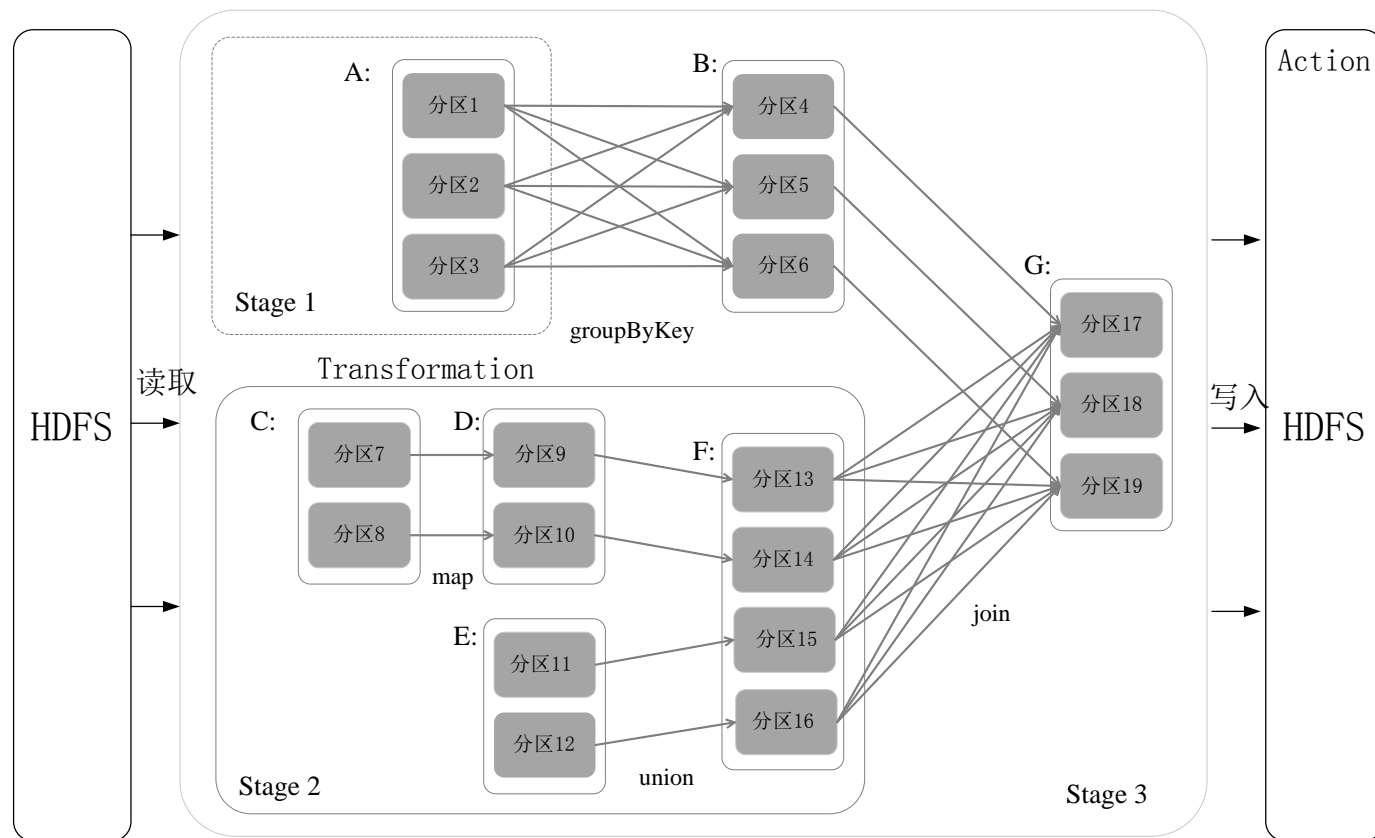 HDFS
读取
A:
分区1
分区2
分区3
Stage 1
B:
分区4
分区5
分区6
groupByKey
Transformation
C:
分区7
分区8
map
D:
分区9
分区10
E:
分区11
分区12
union
F:
分区13
分区14
分区15
分区16
Stage 2
join
G:
分区17
分区18
分区19
Stage 3
写入
Action
HDFS